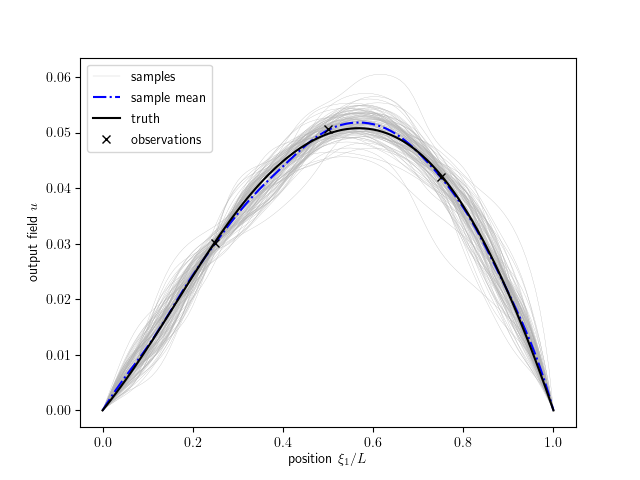 samples
sample mean
truth
observations
0.06
0.05
0.04
0.03
0.02
0.01
0.00
output field u
0.0 0.2 0.4 0.6 0.8 1.0
position ξ₁/L